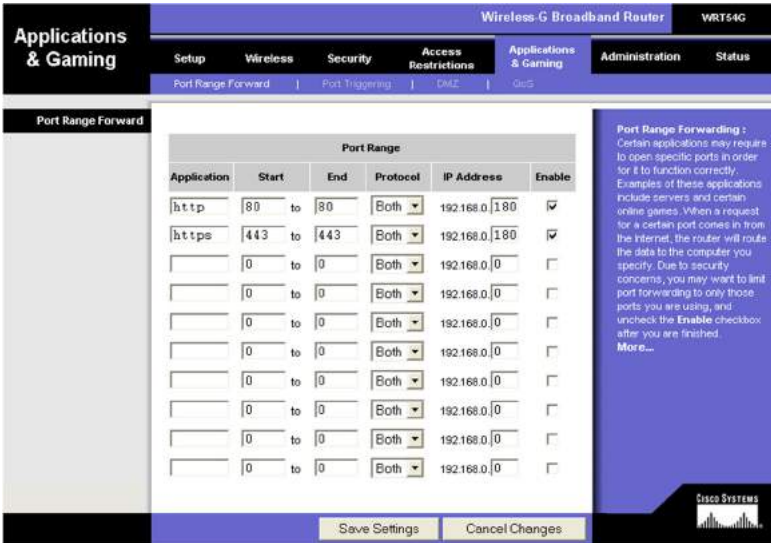 Wireless-G Broadband Router WRT54G
Applications
& Gaming
Setup Wireless Security Access Restrictions Applications & Gaming Administration Status
Port Range Forward | Port Triggering | DMZ | QoS
Port Range Forward
Port Range
Application Start End Protocol IP Address Enable
http 80 to 80 Both 192.168.0.180
https 443 to 443 Both 192.168.0.180
0 to 0 Both 192.168.0.0
0 to 0 Both 192.168.0.0
0 to 0 Both 192.168.0.0
0 to 0 Both 192.168.0.0
0 to 0 Both 192.168.0.0
0 to 0 Both 192.168.0.0
0 to 0 Both 192.168.0.0
0 to 0 Both 192.168.0.0
Port Range Forwarding :
Certain applications may require
to open specific ports in order
for it to function correctly.
Examples of these applications
include servers and certain
online games. When a request
for a certain port comes in from
the Internet, the router will route
the data to the computer you
specify. Due to security
concerns, you may want to limit
port forwarding to only those
ports you are using, and
uncheck the Enable checkbox
after you are finished.
More...
Save Settings Cancel Changes
CISCO SYSTEMS